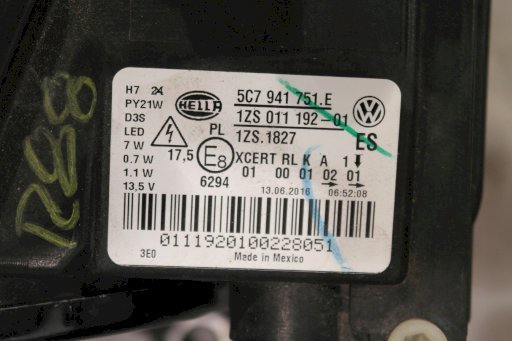 R88
H7 24
PY21W
D3S
LED
7 W
0.7 W
1.1 W
13,5 V
HELLA
5C7 941 751.E
1ZS 011 192-01
1ZS.1827
PL
17,5
E8
6294
VW
ES
XCERT RL K A 1
01 00 01 02 01
13.06.2016 06:52:08
0111920100228051
3E0
Made in Mexico